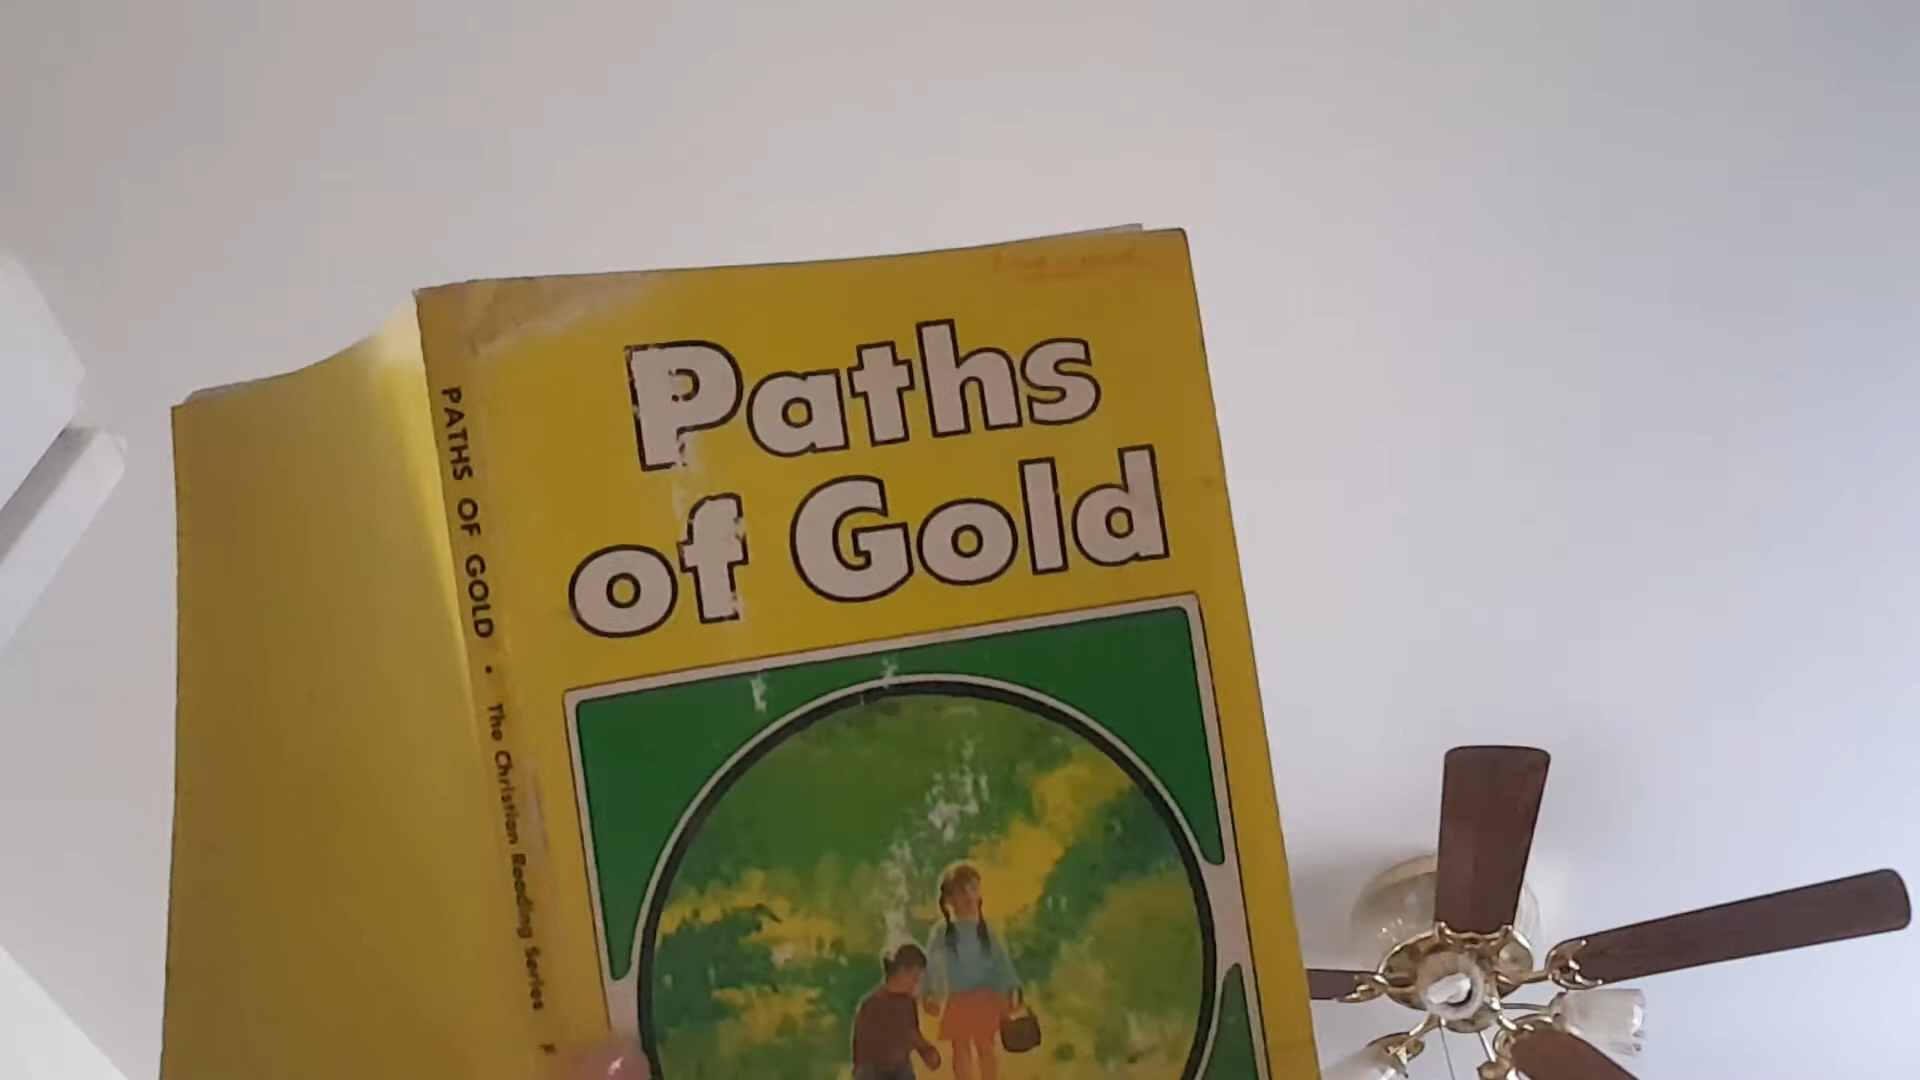 Paths
of Gold
PATHS OF GOLD • The Christian Reading Series